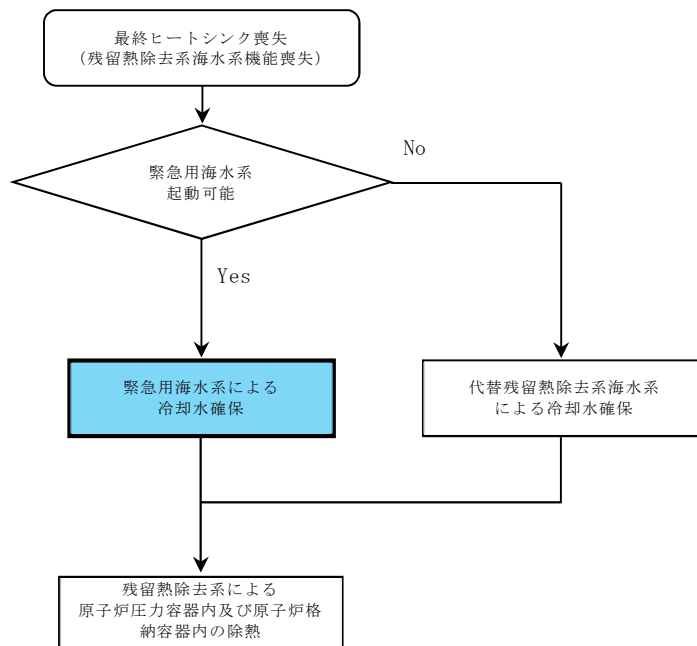 最終ヒートシンク喪失
（残留熱除去系海水系機能喪失）
緊急用海水系
起動可能
No
Yes
緊急用海水系による
冷却水確保
代替残留熱除去系海水系
による冷却水確保
残留熱除去系による
原子炉圧力容器内及び原子炉格
納容器内の除熱